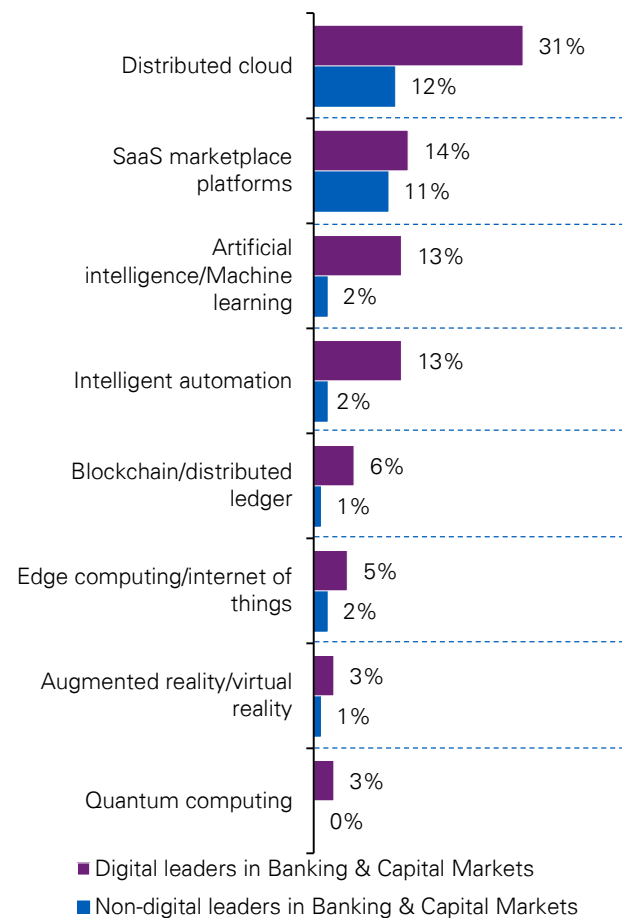 Distributed cloud
31%
12%
SaaS marketplace
platforms
14%
11%
Artificial
intelligence/Machine
learning
13%
2%
Intelligent automation
13%
2%
Blockchain/distributed
ledger
6%
1%
Edge computing/internet of
things
5%
2%
Augmented reality/virtual
reality
3%
1%
Quantum computing
3%
0%
Digital leaders in Banking & Capital Markets
Non-digital leaders in Banking & Capital Markets